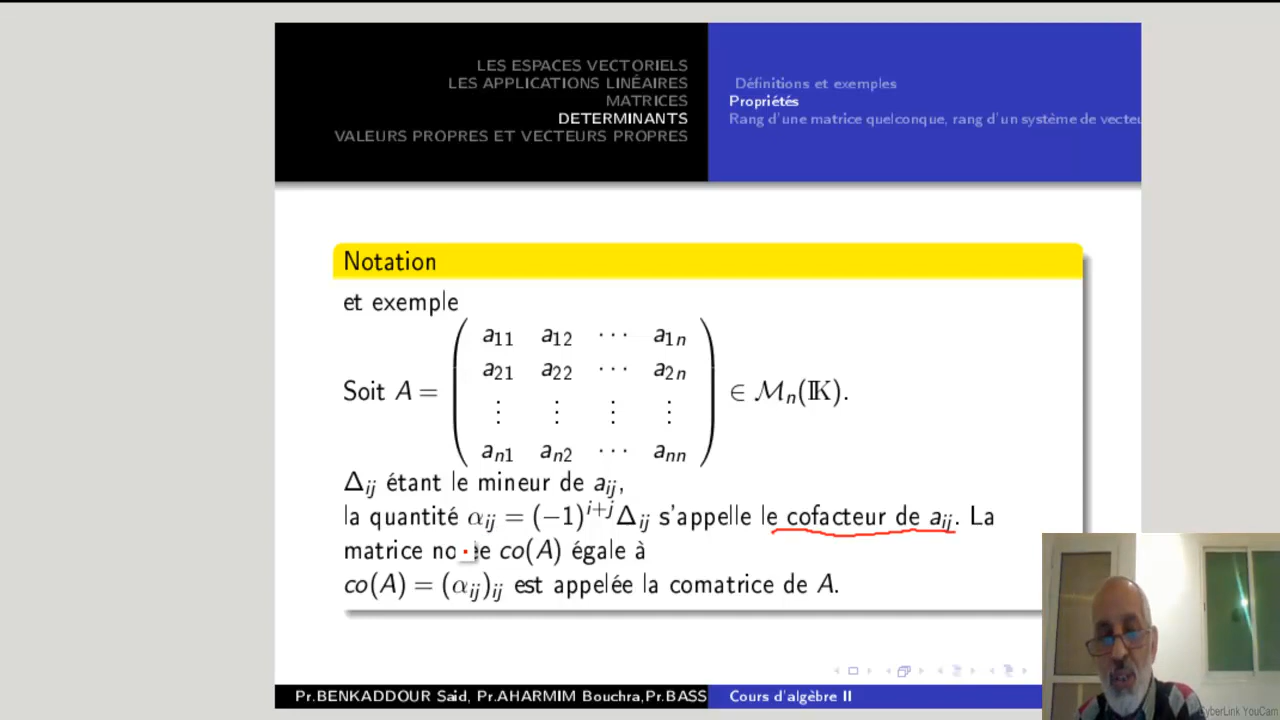 LES ESPACES VECTORIELS
LES APPLICATIONS LINÉAIRES
MATRICES
DETERMINANTS
VALEURS PROPRES ET VECTEURS PROPRES
Définitions et exemples
Propriétés
Rang d'une matrice quelconque, rang d'un système de vecteu
Notation
et exemple
a11 a12 ··· a1n
a21 a22 ··· a2n
Soit A = ∈ Mn(𝕂).
⋮ ⋮ ⋮ ⋮
an1 an2 ··· ann
Δij étant le mineur de aij,
la quantité αij = (−1)^{i+j}Δij s'appelle le cofacteur de aij. La
matrice no e co(A) égale à
co(A) = (αij)ij est appelée la comatrice de A.
Pr.BENKADDOUR Said, Pr.AHARMIM Bouchra,Pr.BASS
Cours d'algèbre II
CyberLink YouCam